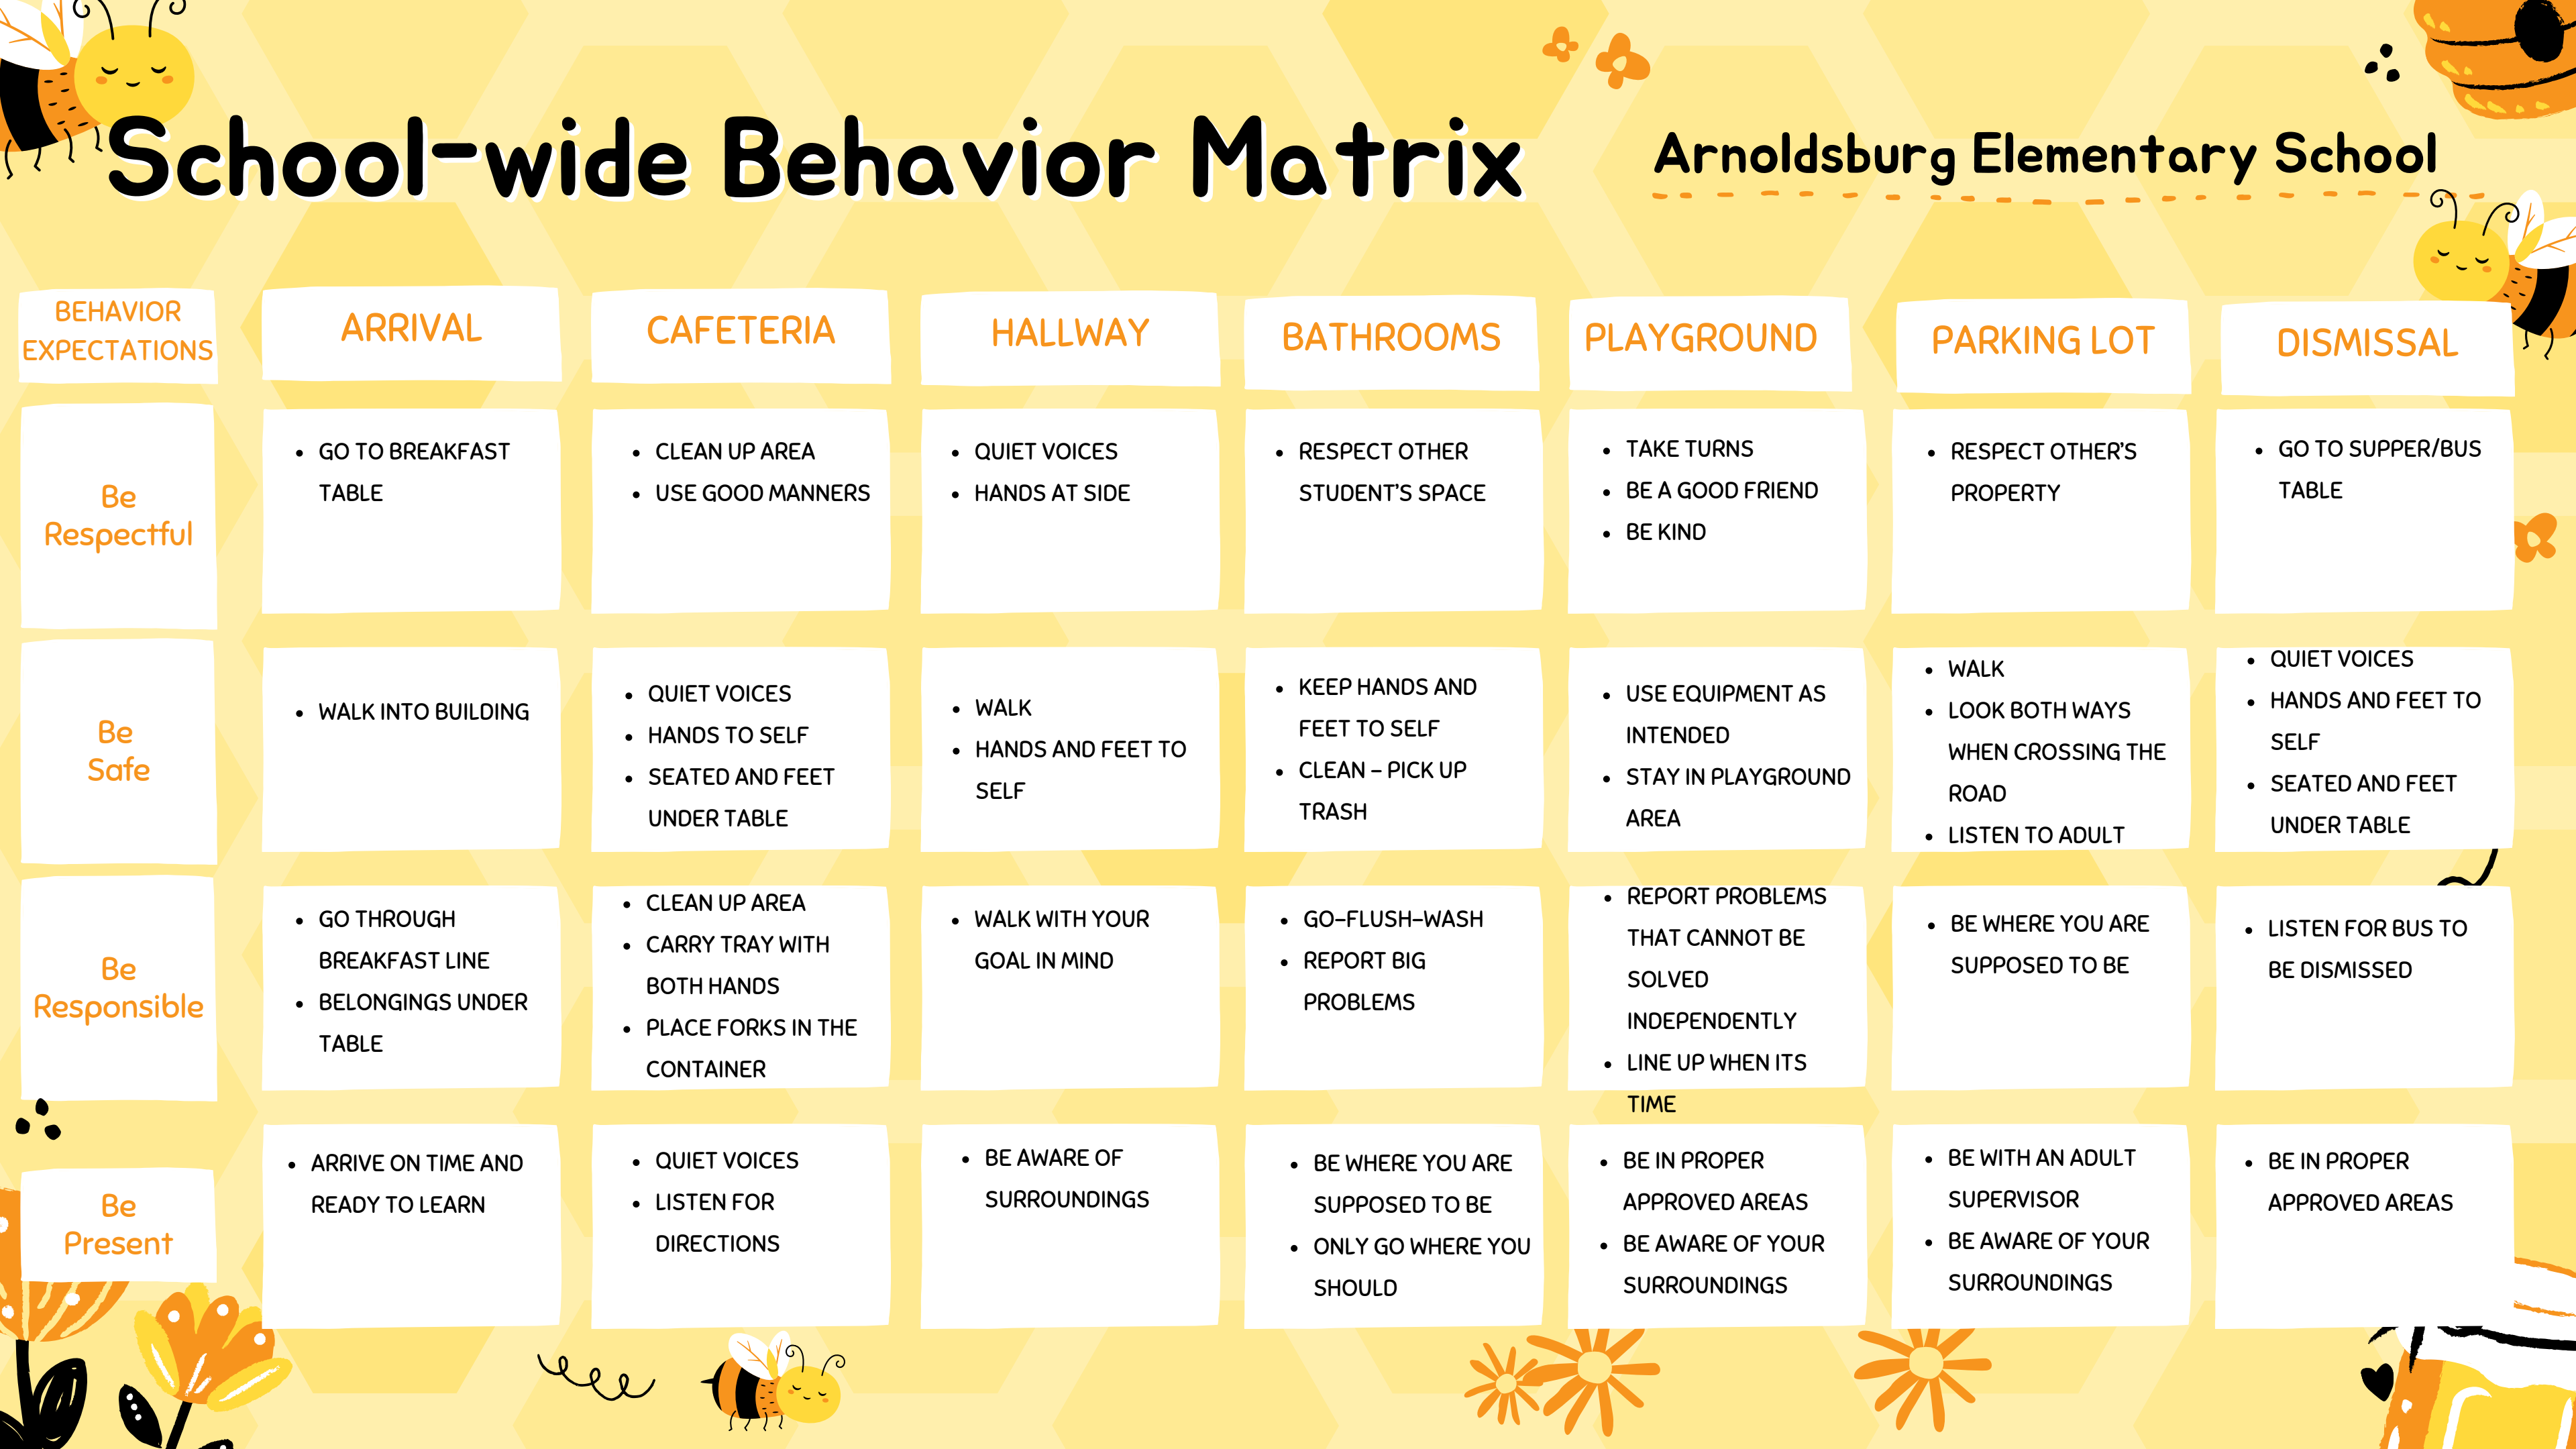 School-wide Behavior Matrix
Arnoldsburg Elementary School
BEHAVIOR
EXPECTATIONS
ARRIVAL
CAFETERIA
HALLWAY
BATHROOMS
PLAYGROUND
PARKING LOT
DISMISSAL
Be
Respectful
• GO TO BREAKFAST
TABLE
• CLEAN UP AREA
• USE GOOD MANNERS
• QUIET VOICES
• HANDS AT SIDE
• RESPECT OTHER
STUDENT'S SPACE
• TAKE TURNS
• BE A GOOD FRIEND
• BE KIND
• RESPECT OTHER'S
PROPERTY
• GO TO SUPPER/BUS
TABLE
Be
Safe
• WALK INTO BUILDING
• QUIET VOICES
• HANDS TO SELF
• SEATED AND FEET
UNDER TABLE
• WALK
• HANDS AND FEET TO
SELF
• KEEP HANDS AND
FEET TO SELF
• CLEAN - PICK UP
TRASH
• USE EQUIPMENT AS
INTENDED
• STAY IN PLAYGROUND
AREA
• WALK
• LOOK BOTH WAYS
WHEN CROSSING THE
ROAD
• LISTEN TO ADULT
• QUIET VOICES
• HANDS AND FEET TO
SELF
• SEATED AND FEET
UNDER TABLE
Be
Responsible
• GO THROUGH
BREAKFAST LINE
• BELONGINGS UNDER
TABLE
• CLEAN UP AREA
• CARRY TRAY WITH
BOTH HANDS
• PLACE FORKS IN THE
CONTAINER
• WALK WITH YOUR
GOAL IN MIND
• GO-FLUSH-WASH
• REPORT BIG
PROBLEMS
• REPORT PROBLEMS
THAT CANNOT BE
SOLVED
INDEPENDENTLY
• LINE UP WHEN ITS
TIME
• BE WHERE YOU ARE
SUPPOSED TO BE
• LISTEN FOR BUS TO
BE DISMISSED
Be
Present
• ARRIVE ON TIME AND
READY TO LEARN
• QUIET VOICES
• LISTEN FOR
DIRECTIONS
• BE AWARE OF
SURROUNDINGS
• BE WHERE YOU ARE
SUPPOSED TO BE
• ONLY GO WHERE YOU
SHOULD
• BE IN PROPER
APPROVED AREAS
• BE AWARE OF YOUR
SURROUNDINGS
• BE WITH AN ADULT
SUPERVISOR
• BE AWARE OF YOUR
SURROUNDINGS
• BE IN PROPER
APPROVED AREAS